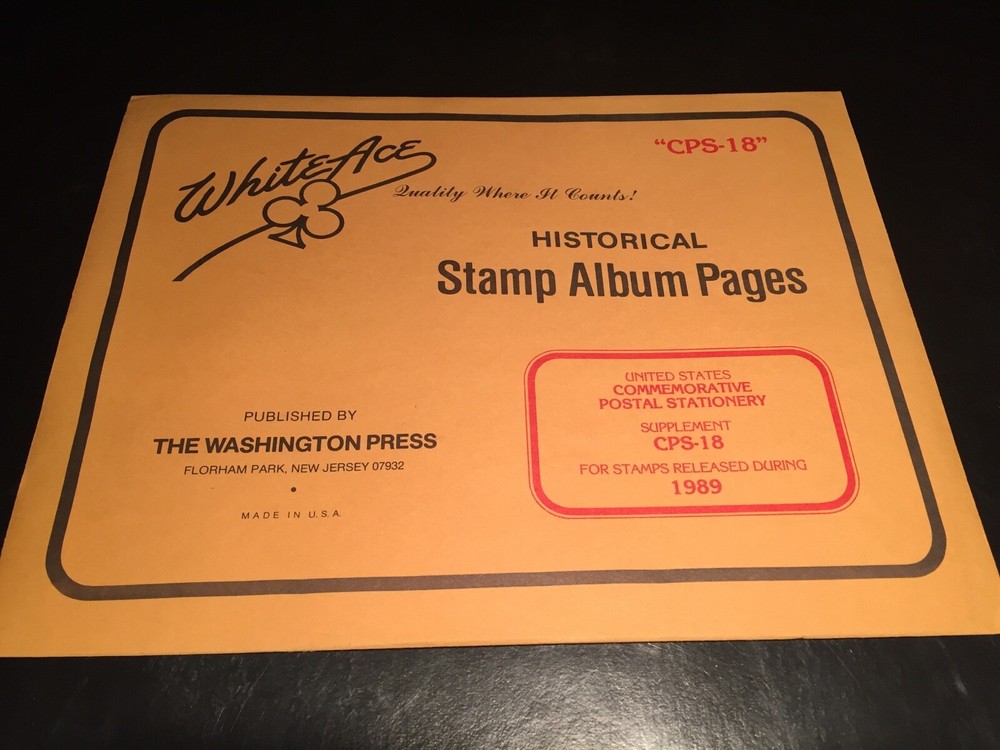 "CPS-18"
White Ace
Quality Where It Counts!
HISTORICAL
Stamp Album Pages
UNITED STATES
COMMEMORATIVE
POSTAL STATIONERY
SUPPLEMENT
CPS-18
FOR STAMPS RELEASED DURING
1989
PUBLISHED BY
THE WASHINGTON PRESS
FLORHAM PARK, NEW JERSEY 07932
•
MADE IN U.S.A.